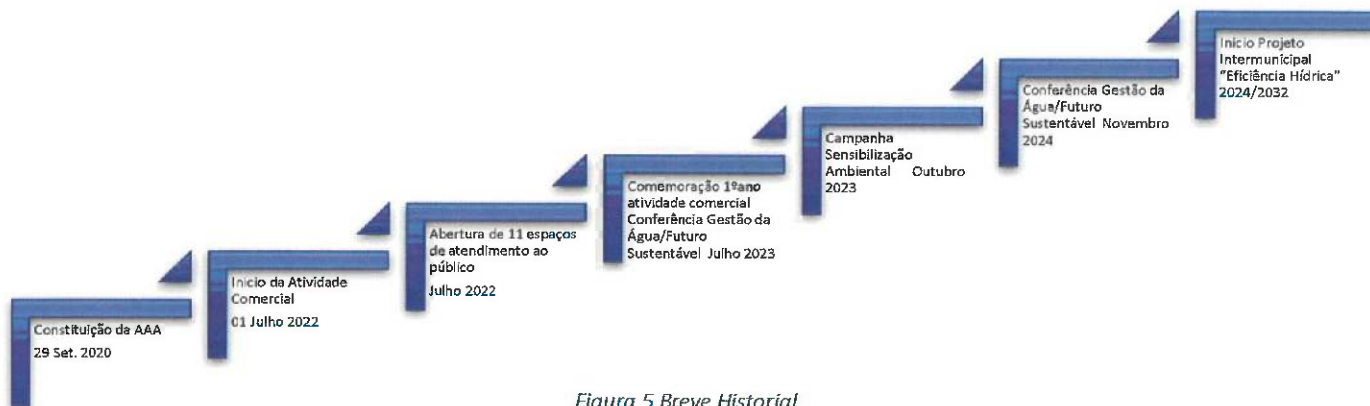 Constituição da AAA
29 Set. 2020
Inicio da Atividade
Comercial
01 Julho 2022
Abertura de 11 espaços
de atendimento ao
público
Julho 2022
Comemoração 1ºano
atividade comercial
Conferência Gestão da
Água/Futuro
Sustentável Julho 2023
Campanha
Sensibilização
Ambiental Outubro
2023
Conferência Gestão da
Água/Futuro
Sustentável Novembro
2024
Inicio Projeto
Intermunicipal
"Eficiência Hídrica"
2024/2032
Figura 5 Breve Historial